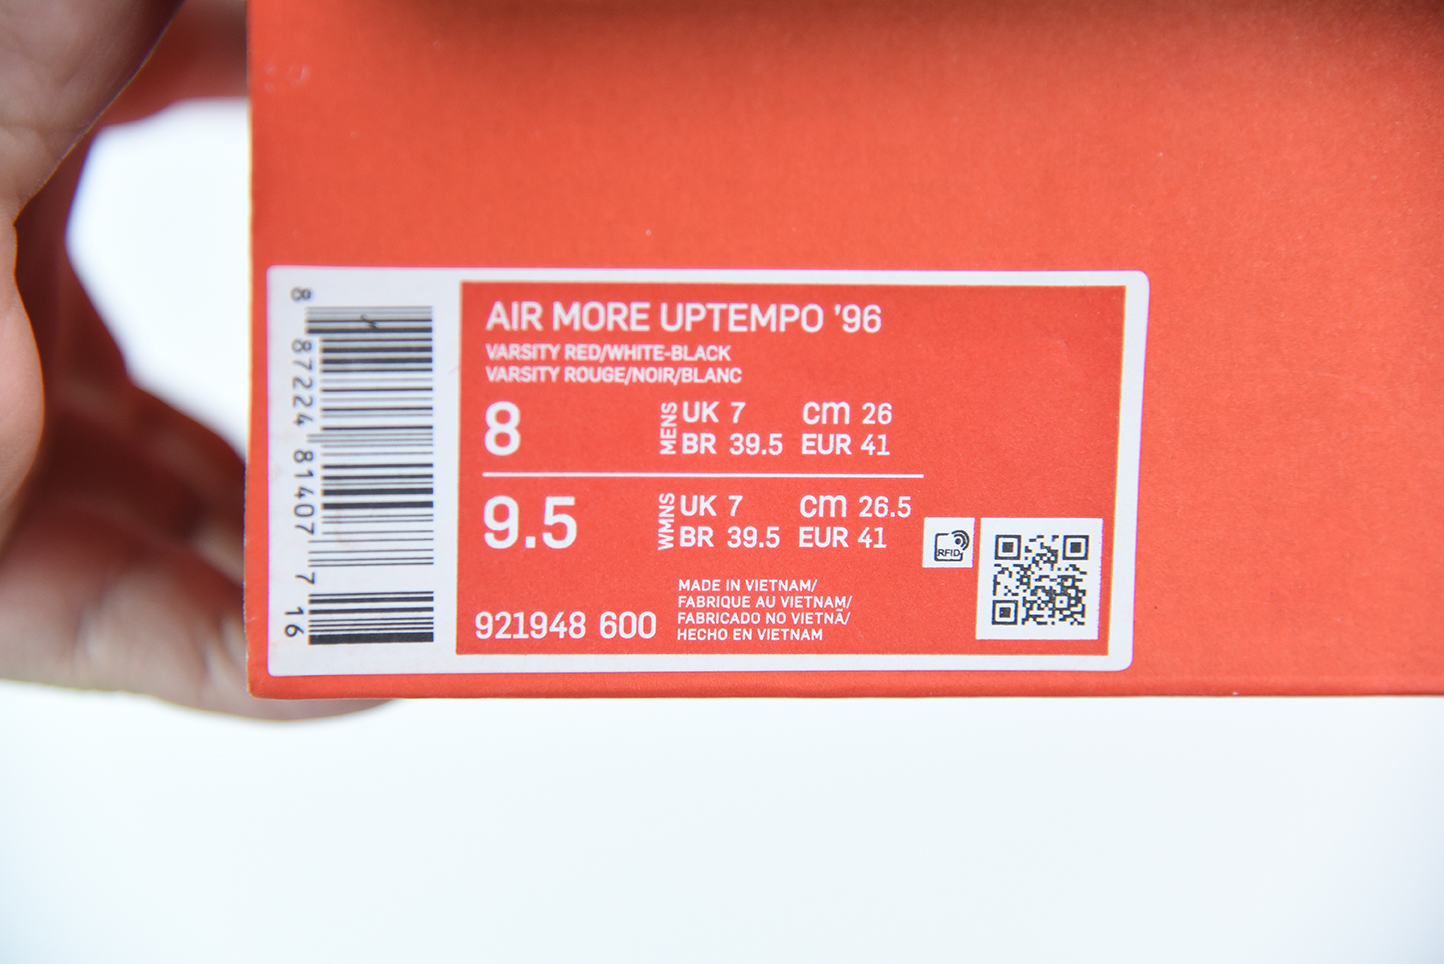 8 87224 81407 7 16
AIR MORE UPTEMPO '96
VARSITY RED/WHITE-BLACK
VARSITY ROUGE/NOIR/BLANC
8
MENS
UK 7 CM 26
BR 39.5 EUR 41
9.5
WMNS
UK 7 CM 26.5
BR 39.5 EUR 41
RFID
921948 600
MADE IN VIETNAM/
FABRIQUE AU VIETNAM/
FABRICADO NO VIETNÃ/
HECHO EN VIETNAM